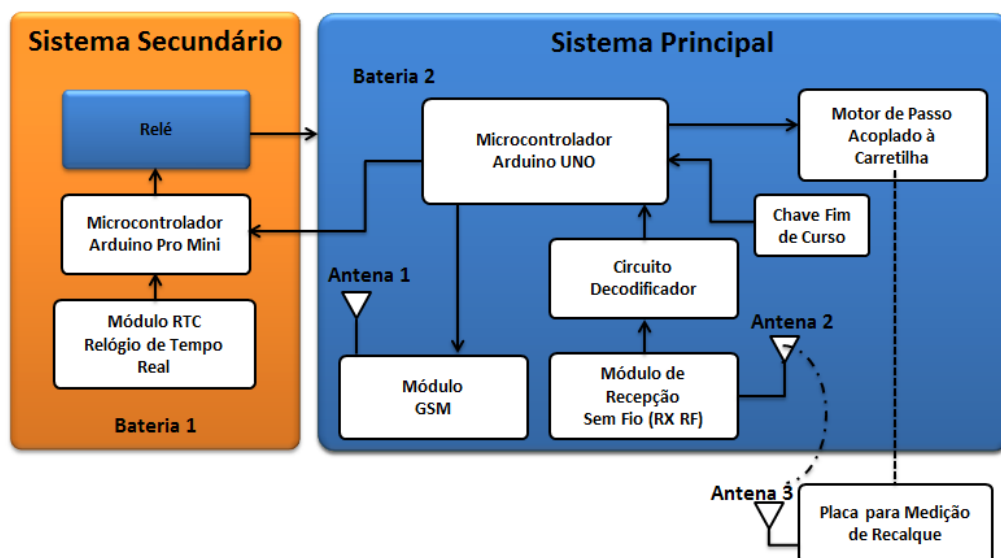 Sistema Secundário
Relé
Microcontrolador
Arduino Pro Mini
Módulo RTC
Relógio de Tempo
Real
Bateria 1
Sistema Principal
Bateria 2
Microcontrolador
Arduino UNO
Motor de Passo
Acoplado à
Carretilha
Chave Fim
de Curso
Circuito
Decodificador
Antena 1
Antena 2
Módulo
GSM
Módulo de
Recepção
Sem Fio (RX RF)
Antena 3
Placa para Medição
de Recalque